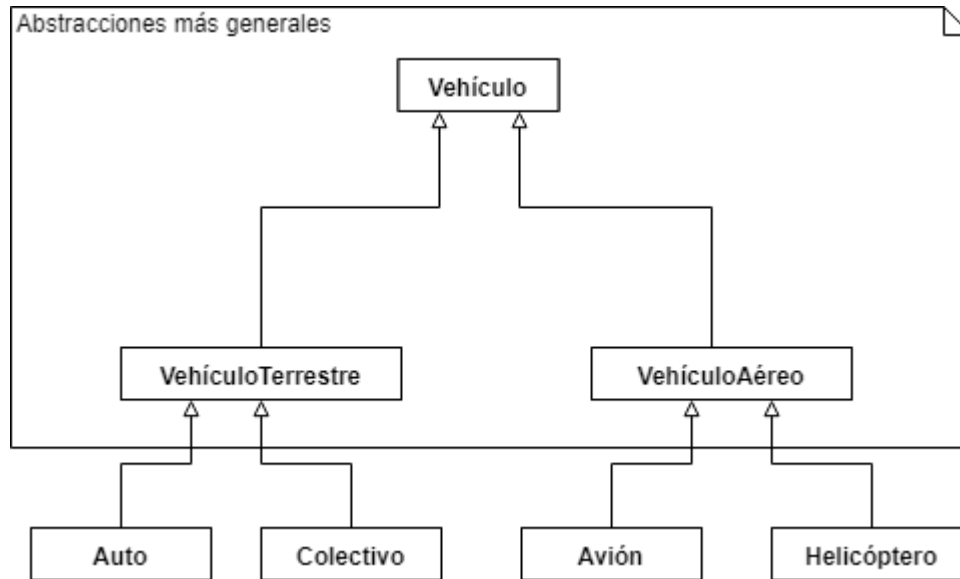 Abstracciones más generales
Vehículo
VehículoTerrestre
VehículoAéreo
Auto
Colectivo
Avión
Helicóptero